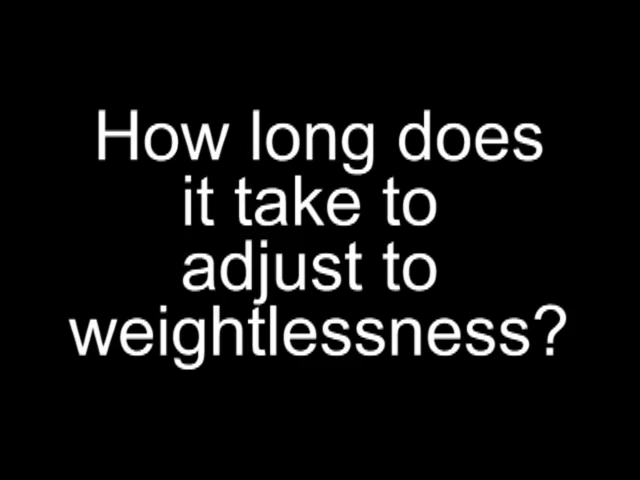 How long does
it take to
adjust to
weightlessness?